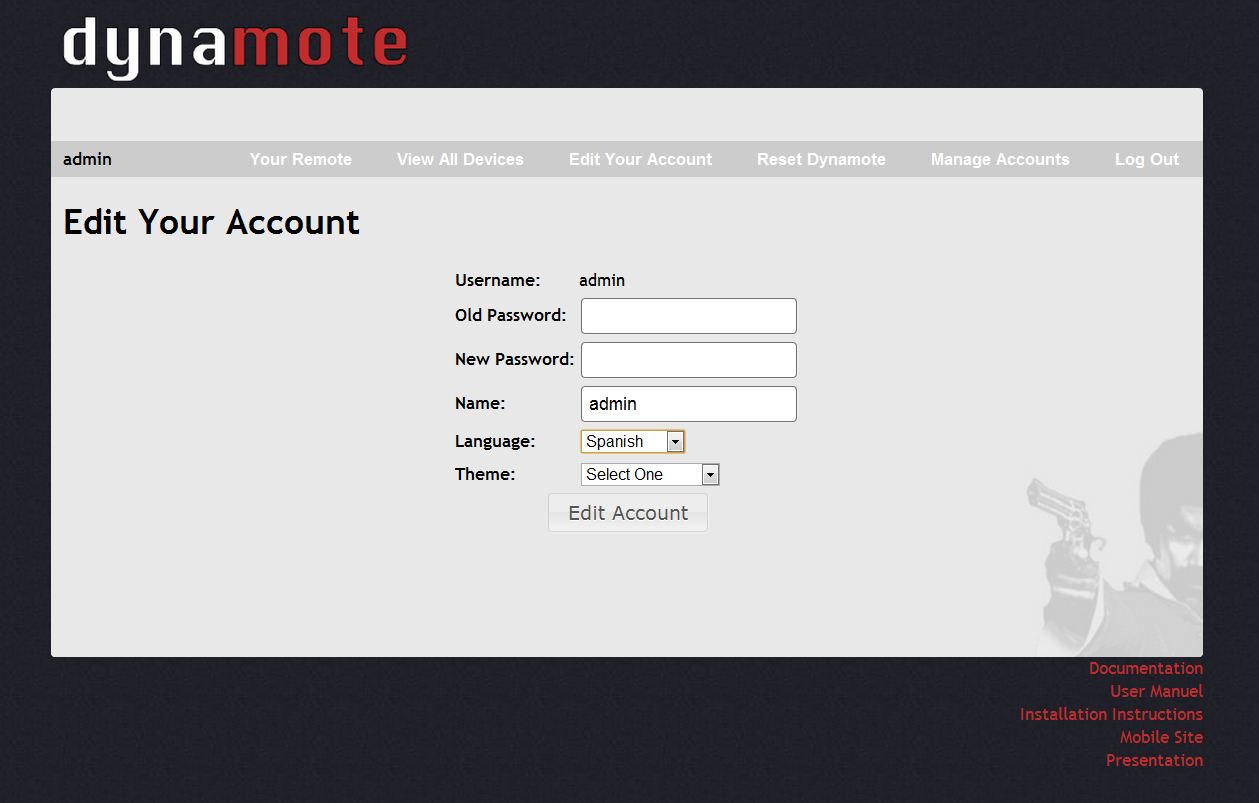 dynamote
admin Your Remote View All Devices Edit Your Account Reset Dynamote Manage Accounts Log Out
Edit Your Account
Username: admin
Old Password:
New Password:
Name: admin
Language: Spanish
Theme: Select One
Edit Account
Documentation
User Manuel
Installation Instructions
Mobile Site
Presentation